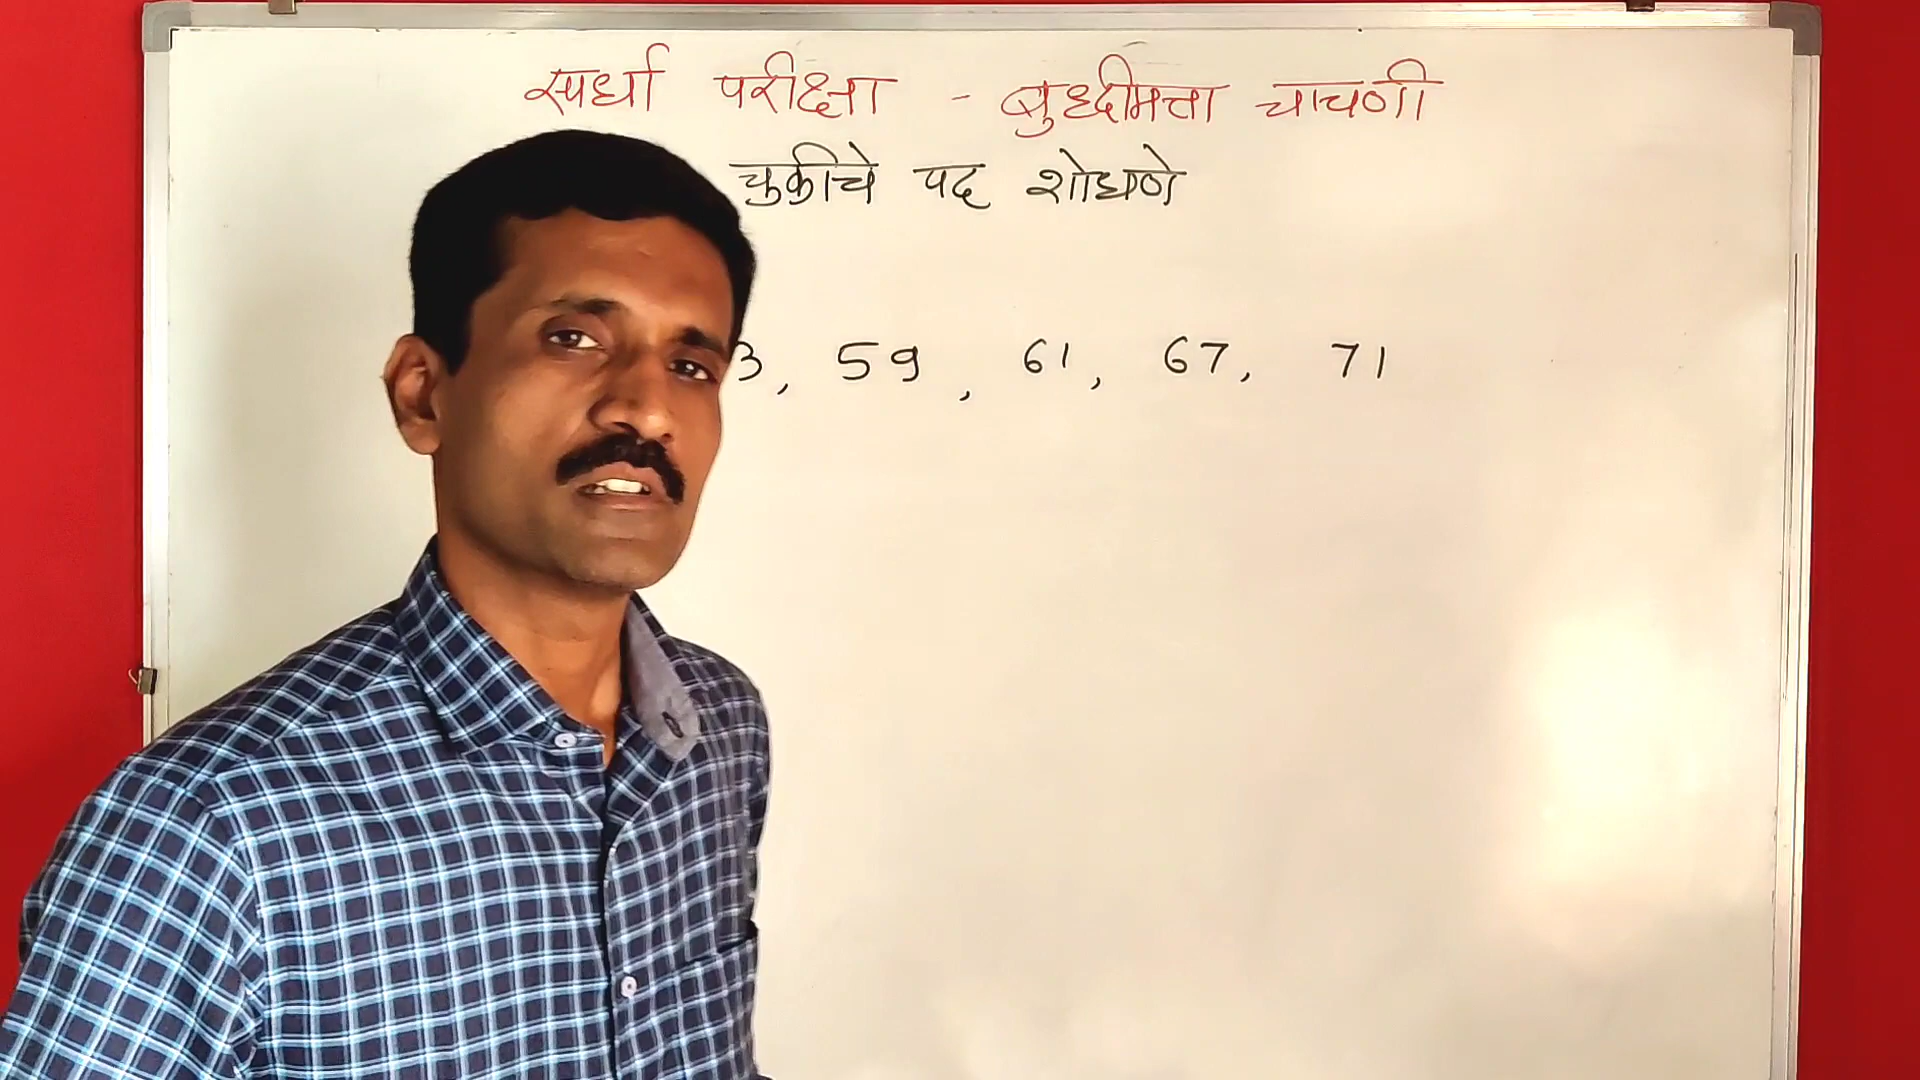 स्पर्धा परीक्षा - बुध्दीमत्ता चाचणी
चुकीचे पद शोधणे
3, 59, 61, 67, 71